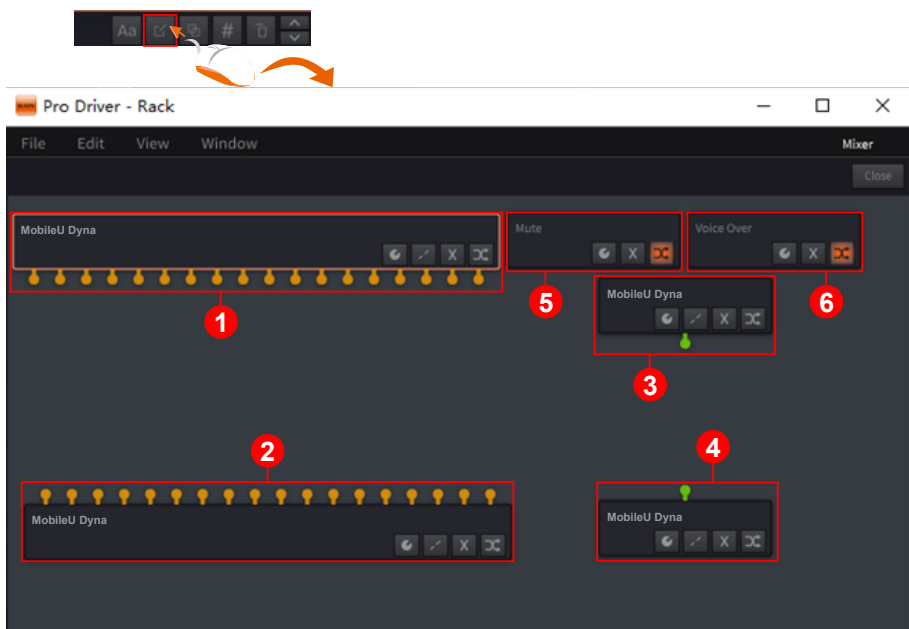 Aa #
Pro Driver - Rack
File Edit View Window Mixer
Close
MobileU Dyna
X
Mute
X
Voice Over
X
1
5
6
MobileU Dyna
X
3
2
4
MobileU Dyna
X
MobileU Dyna
X